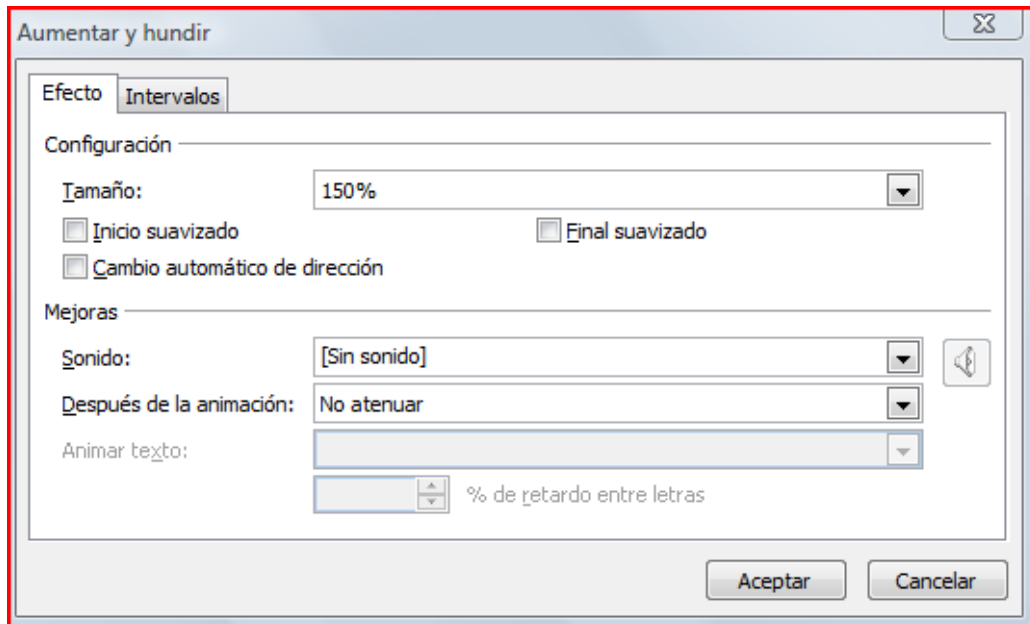 Aumentar y hundir
Efecto Intervalos
Configuración
Tamaño: 150%
Inicio suavizado Final suavizado
Cambio automático de dirección
Mejoras
Sonido: [Sin sonido]
Después de la animación: No atenuar
Animar texto:
% de retardo entre letras
Aceptar Cancelar